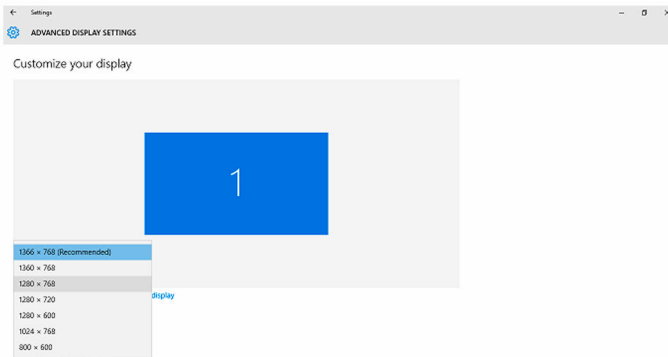 Settings
ADVANCED DISPLAY SETTINGS
Customize your display
1
1366 × 768 (Recommended)
1360 × 768
1280 × 768
1280 × 720
display
1280 × 600
1024 × 768
800 × 600